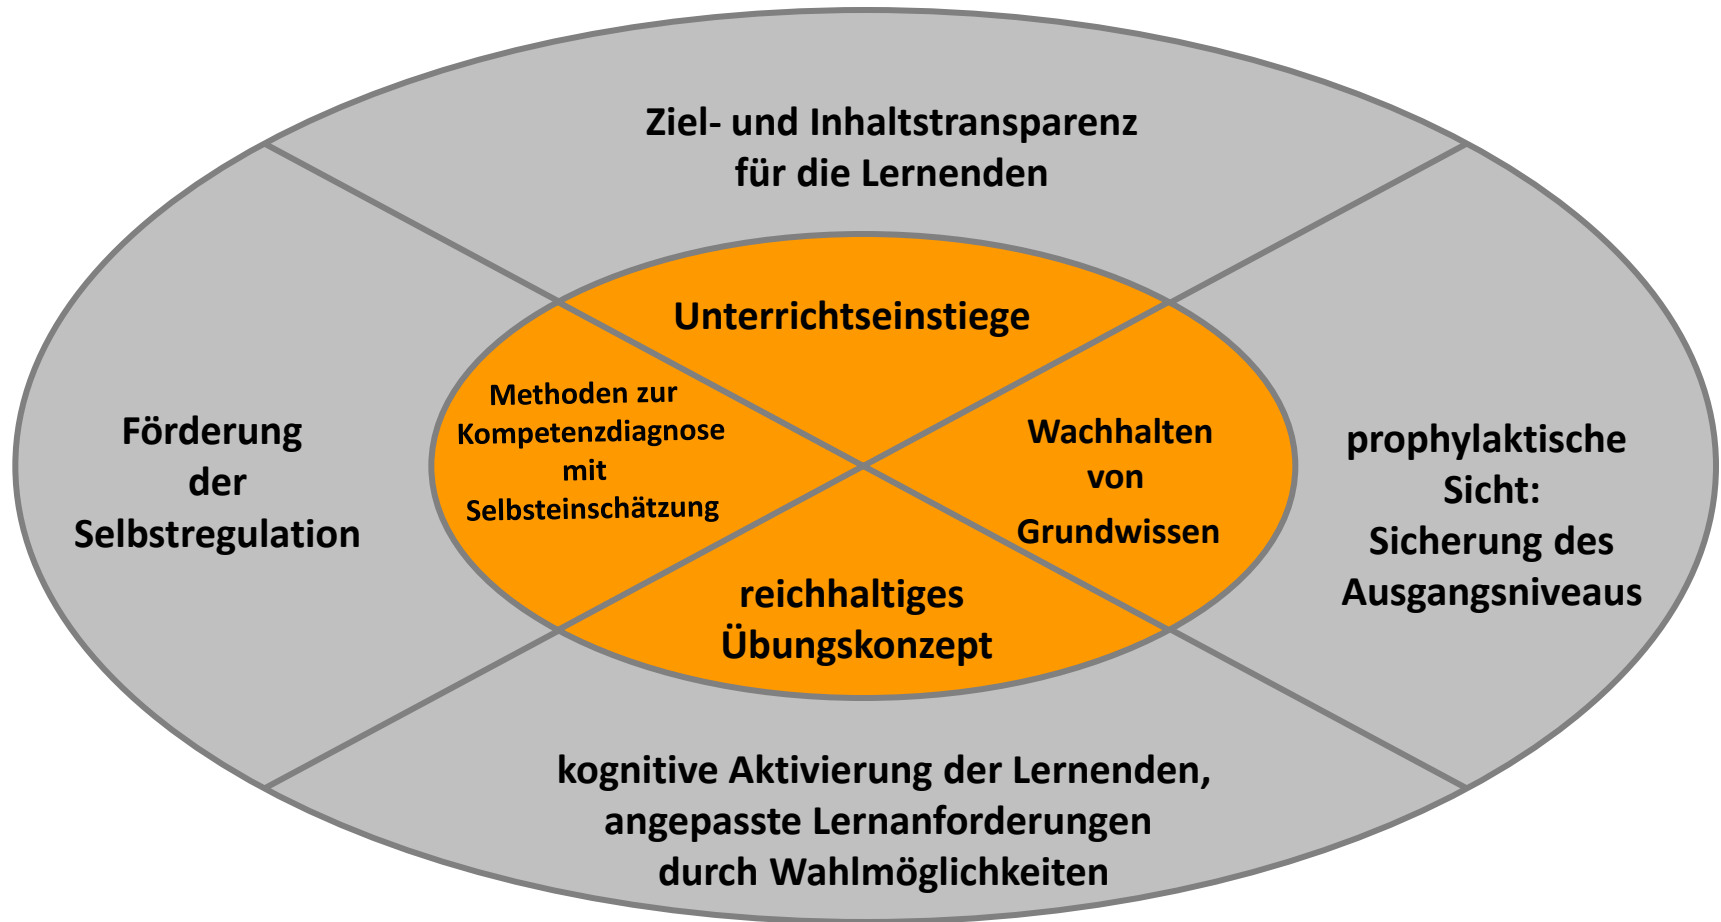 Ziel- und Inhaltstransparenz
für die Lernenden
Unterrichtseinstiege
Methoden zur
Kompetenzdiagnose
mit
Selbsteinschätzung
Wachhalten
von
Grundwissen
reichhaltiges
Übungskonzept
Förderung
der
Selbstregulation
prophylaktische
Sicht:
Sicherung des
Ausgangsniveaus
kognitive Aktivierung der Lernenden,
angepasste Lernanforderungen
durch Wahlmöglichkeiten